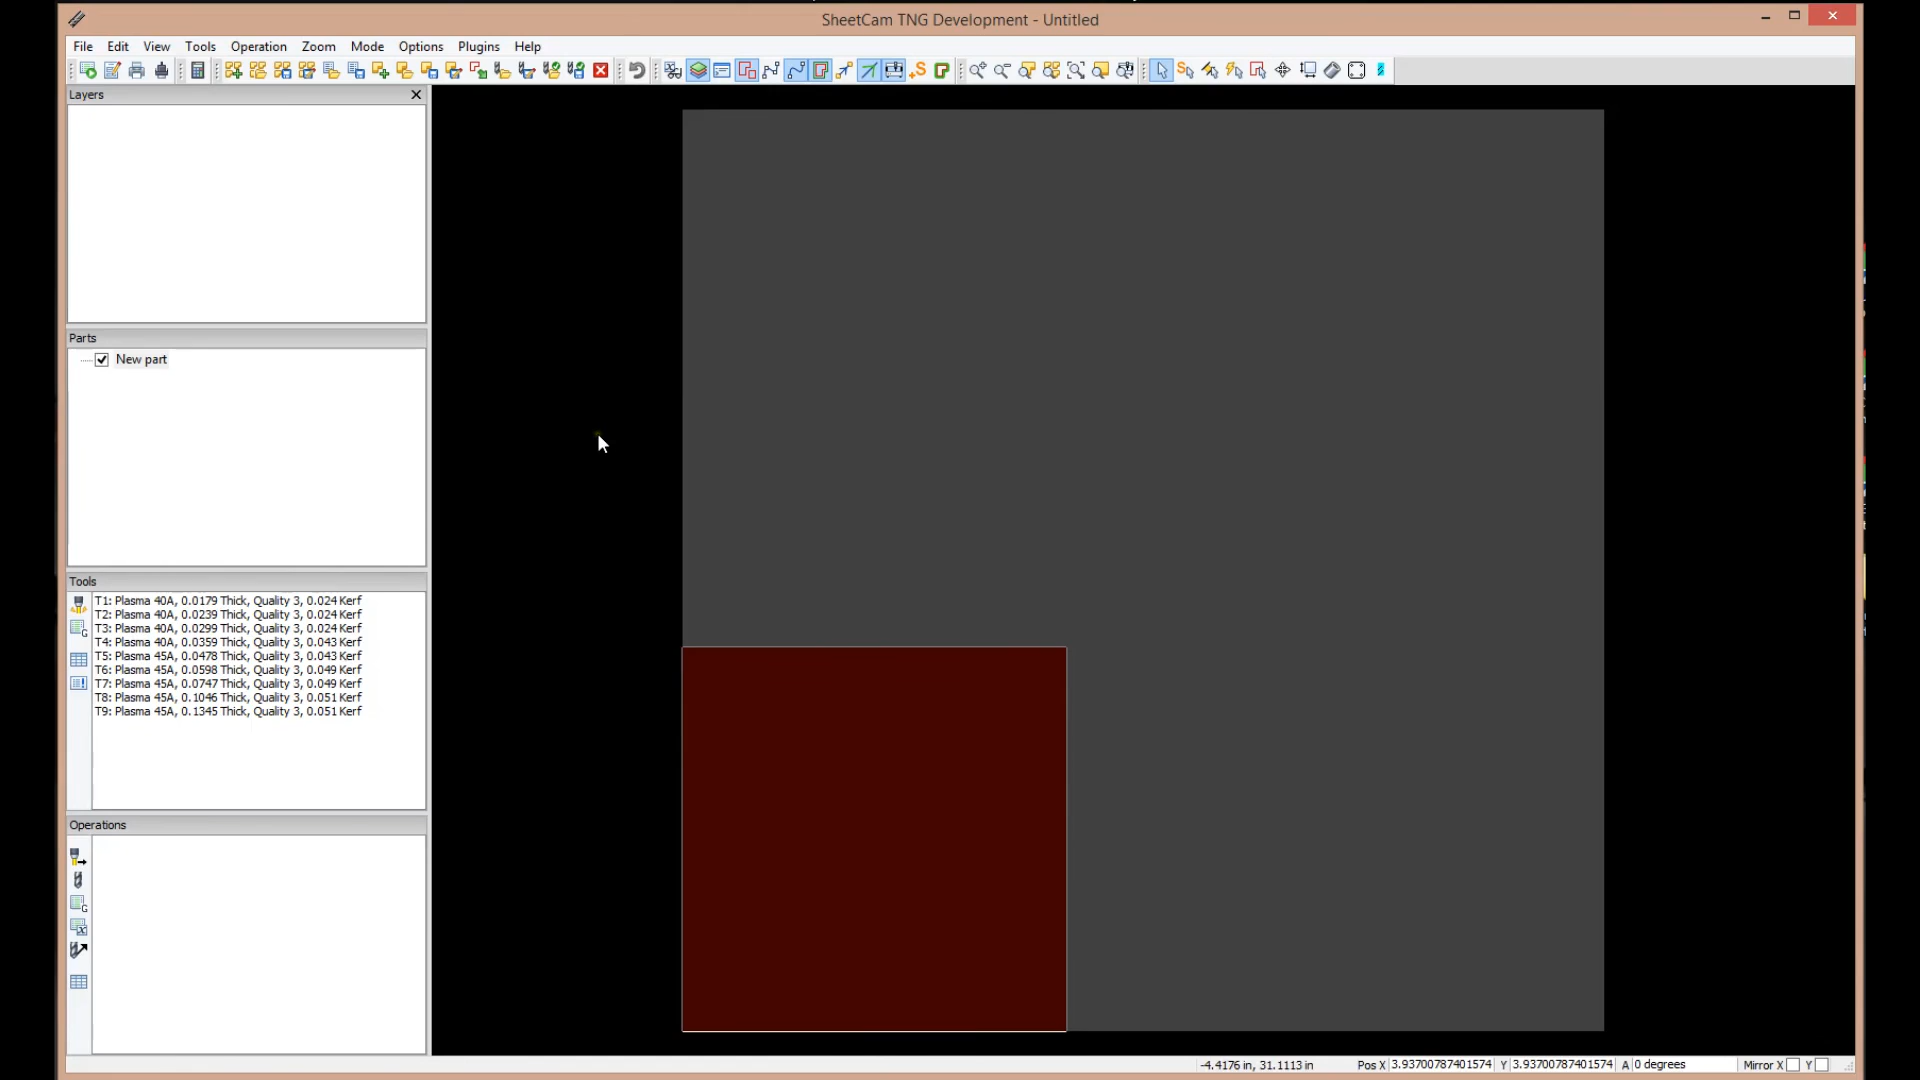 SheetCam TNG Development - Untitled
File Edit View Tools Operation Zoom Mode Options Plugins Help
Layers
Parts
New part
Tools
T1: Plasma 40A, 0.0179 Thick, Quality 3, 0.024 Kerf
T2: Plasma 40A, 0.0239 Thick, Quality 3, 0.024 Kerf
T3: Plasma 40A, 0.0299 Thick, Quality 3, 0.024 Kerf
T4: Plasma 40A, 0.0359 Thick, Quality 3, 0.043 Kerf
T5: Plasma 45A, 0.0478 Thick, Quality 3, 0.043 Kerf
T6: Plasma 45A, 0.0598 Thick, Quality 3, 0.049 Kerf
T7: Plasma 45A, 0.0747 Thick, Quality 3, 0.049 Kerf
T8: Plasma 45A, 0.1046 Thick, Quality 3, 0.051 Kerf
T9: Plasma 45A, 0.1345 Thick, Quality 3, 0.051 Kerf
Operations
-4.4176 in, 31.1113 in Pos X 3.93700787401574 Y 3.93700787401574 A 0 degrees Mirror X Y